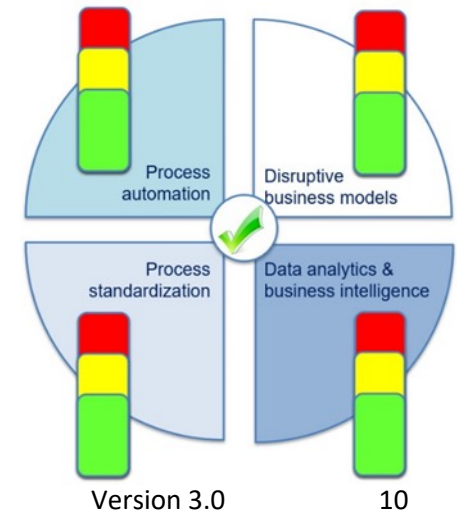 Process
automation
Disruptive
business models
Process
standardization
Data analytics &
business intelligence
Version 3.0 10